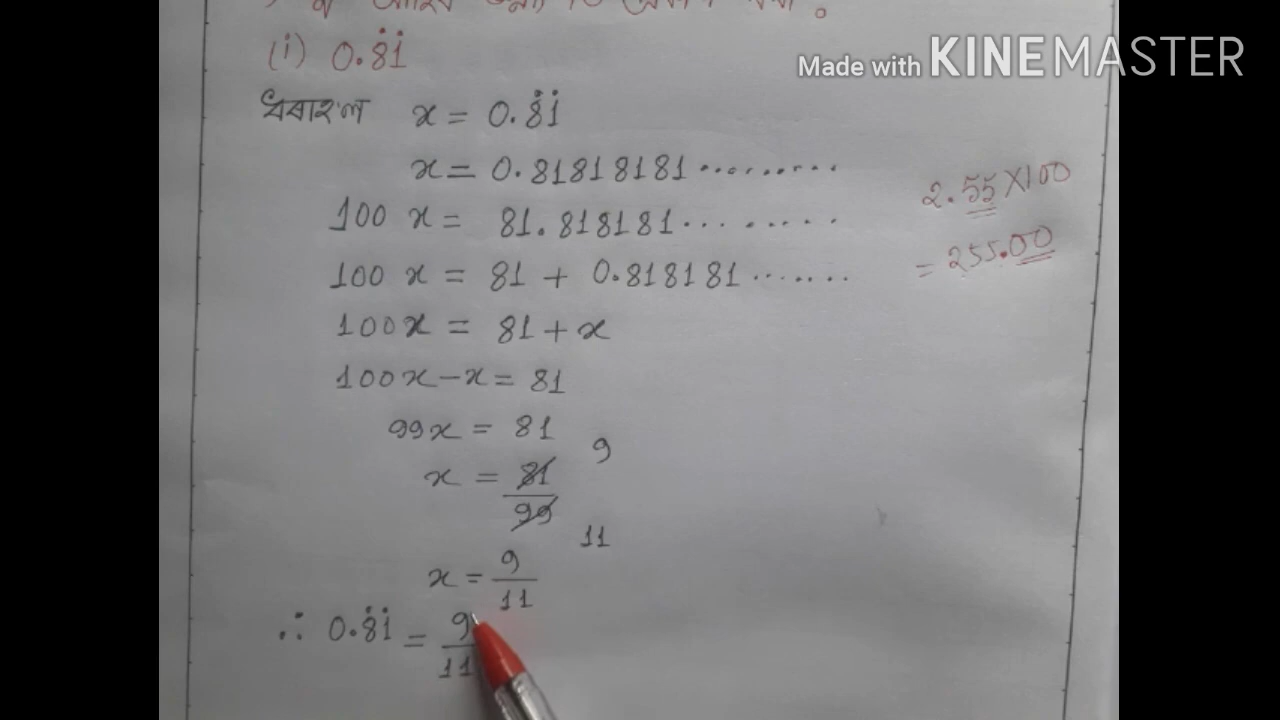 (i) 0.8̇1̇
Made with KINEMASTER
ধৰাহ'ল x = 0.8̇1̇
x = 0.81818181.........
100 x = 81.818181.........
2.55×100
100 x = 81 + 0.818181.......
= 255.00
100x = 81 + x
100x - x = 81
99x = 81
9
x = 81/99
11
x = 9/11
∴ 0.8̇1̇ = 9/11